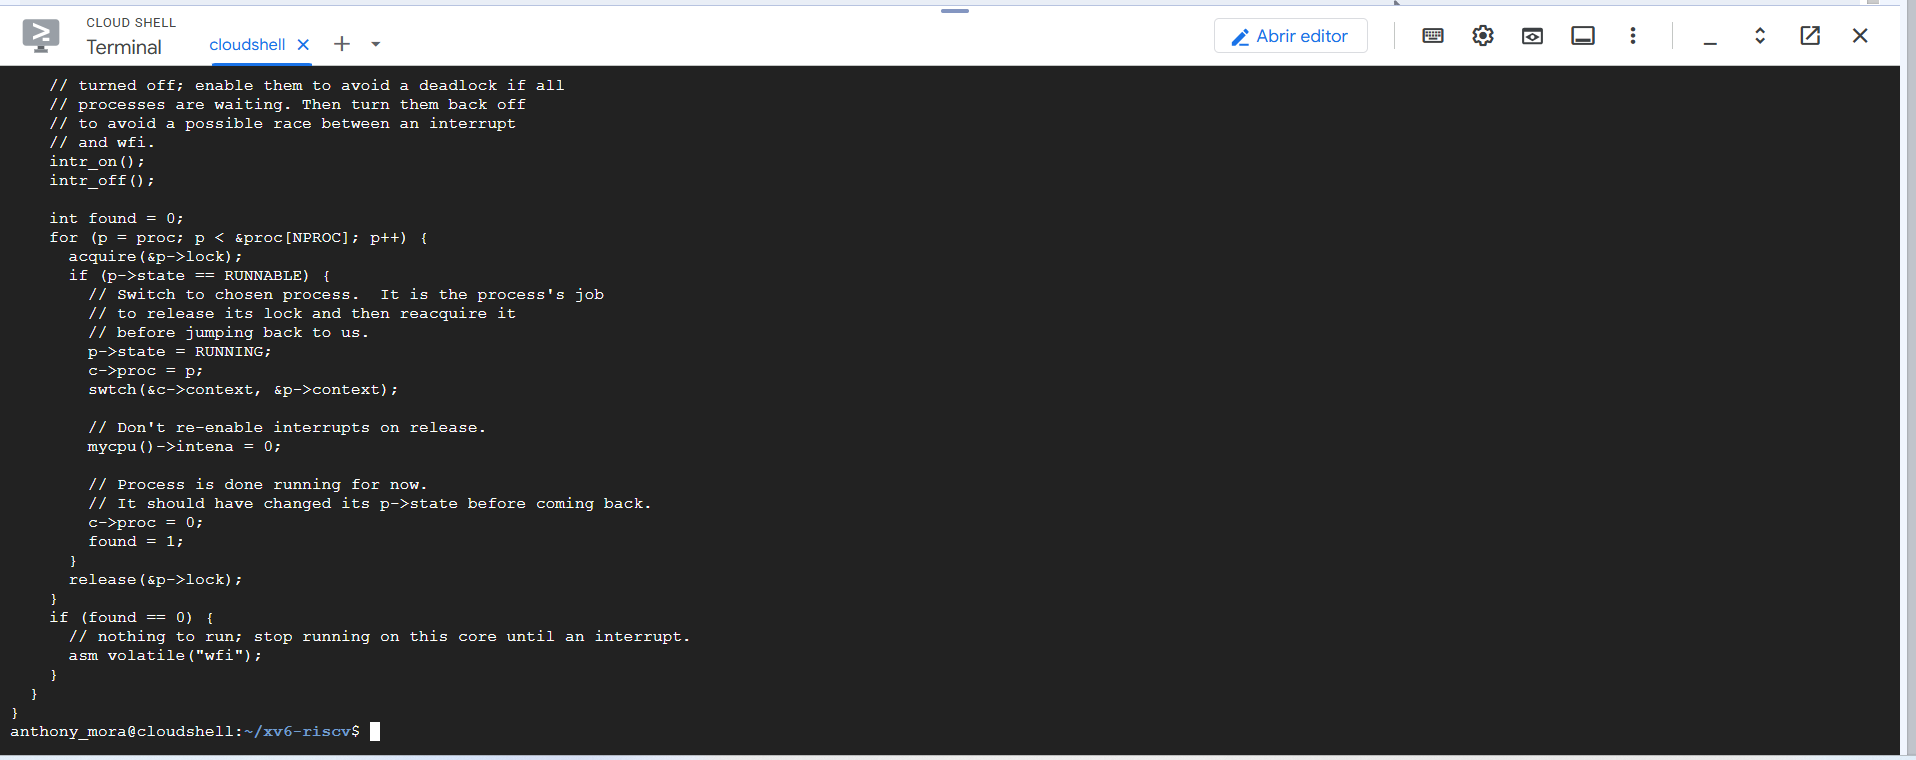 CLOUD SHELL
Terminal
cloudshell
Abrir editor
// turned off; enable them to avoid a deadlock if all
// processes are waiting. Then turn them back off
// to avoid a possible race between an interrupt
// and wfi.
intr_on();
intr_off();
int found = 0;
for (p = proc; p < &proc[NPROC]; p++) {
acquire(&p->lock);
if (p->state == RUNNABLE) {
// Switch to chosen process.  It is the process's job
// to release its lock and then reacquire it
// before jumping back to us.
p->state = RUNNING;
c->proc = p;
swtch(&c->context, &p->context);
// Don't re-enable interrupts on release.
mycpu()->intena = 0;
// Process is done running for now.
// It should have changed its p->state before coming back.
c->proc = 0;
found = 1;
}
release(&p->lock);
}
if (found == 0) {
// nothing to run; stop running on this core until an interrupt.
asm volatile("wfi");
}
}
}
anthony_mora@cloudshell:~/xv6-riscv$